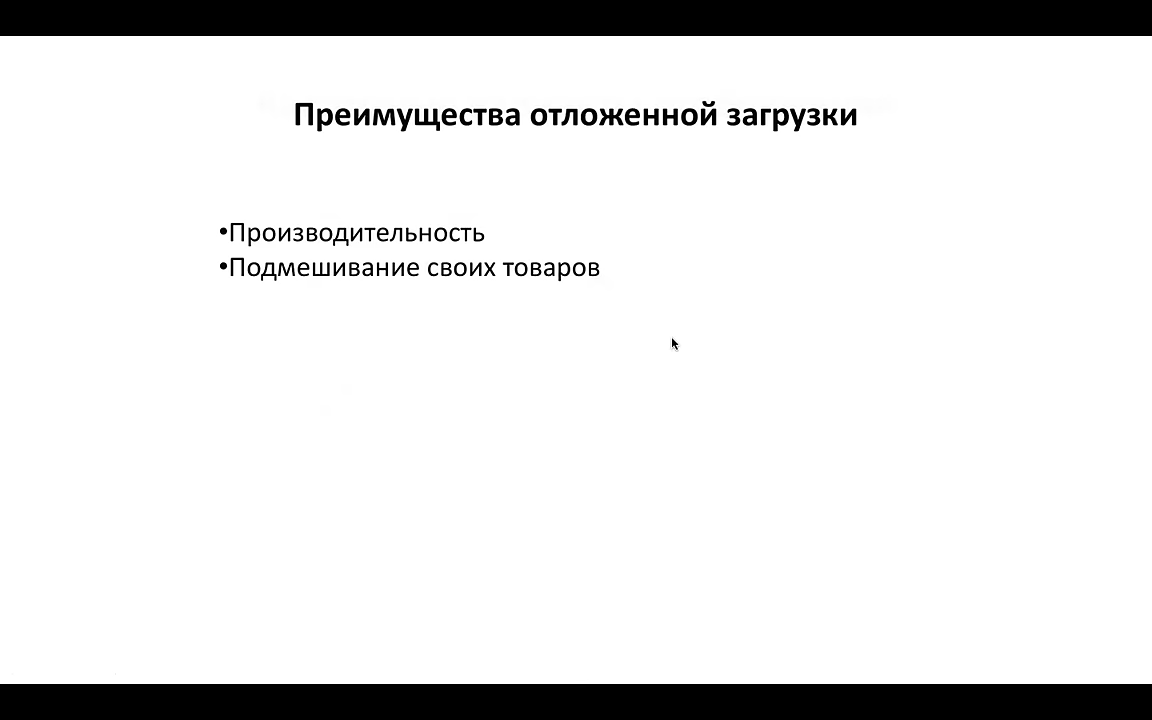 Преимущества отложенной загрузки
•Производительность
•Подмешивание своих товаров